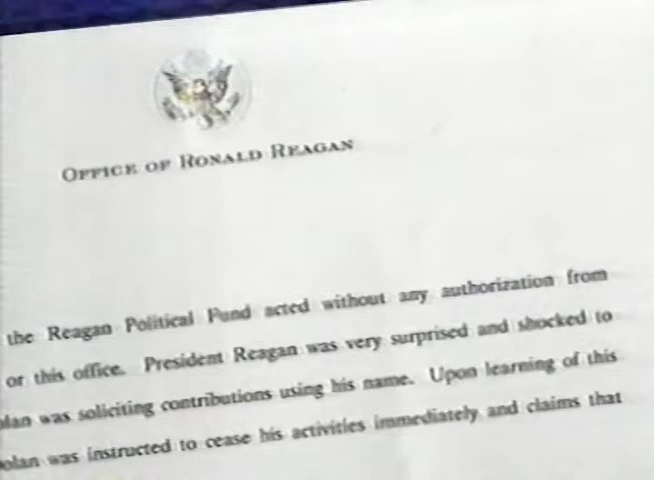 OFFICE OF RONALD REAGAN
the Reagan Political Fund acted without any authorization from
or this office. President Reagan was very surprised and shocked to
olan was soliciting contributions using his name. Upon learning of this
olan was instructed to cease his activities immediately and claims that